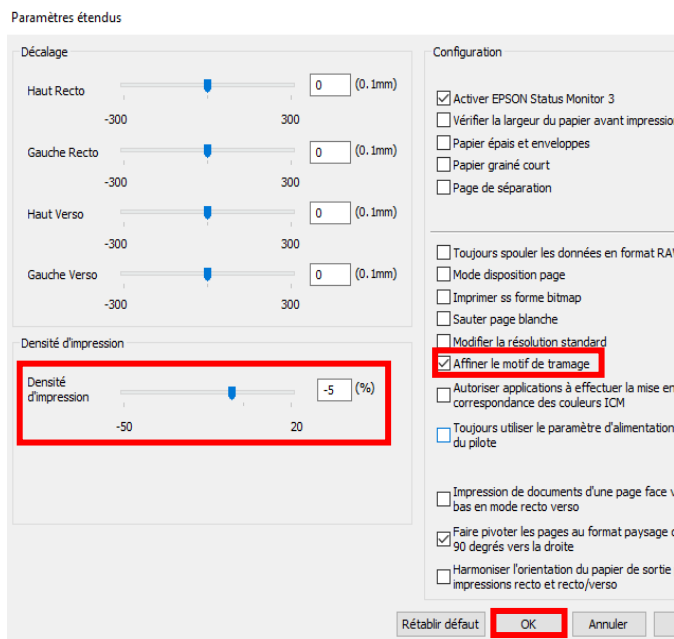 Paramètres étendus
Décalage
Haut Recto
0 (0.1mm)
-300 300
Gauche Recto
0 (0.1mm)
-300 300
Haut Verso
0 (0.1mm)
-300 300
Gauche Verso
0 (0.1mm)
-300 300
Densité d'impression
Densité
d'impression
-5 (%)
-50 20
Configuration
Activer EPSON Status Monitor 3
Vérifier la largeur du papier avant impression
Papier épais et enveloppes
Papier grainé court
Page de séparation
Toujours spouler les données en format
Mode disposition page
Imprimer ss forme bitmap
Sauter page blanche
Modifier la résolution standard
Affiner le motif de tramage
Autoriser applications à effectuer la mise en
correspondance des couleurs ICM
Toujours utiliser le paramètre d'alimentation
du pilote
Impression de documents d'une page face
bas en mode recto verso
Faire pivoter les pages au format paysage
90 degrés vers la droite
Harmoniser l'orientation du papier de sortie
impressions recto et recto/verso
Rétablir défaut OK Annuler